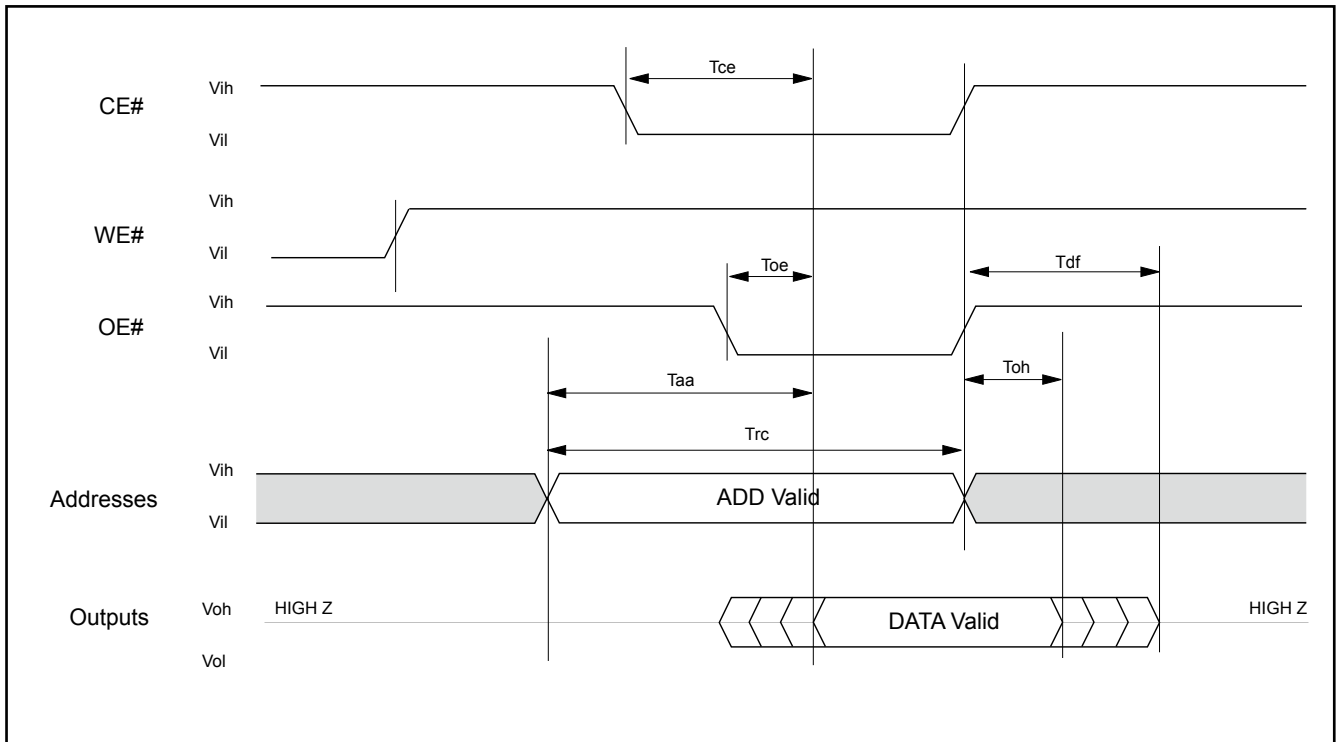 Tce
CE#
Vih
Vil
WE#
Vih
Vil
Toe
Tdf
OE#
Vih
Vil
Taa
Toh
Trc
Addresses
Vih
Vil
ADD Valid
Outputs
Voh
HIGH Z
DATA Valid
HIGH Z
Vol